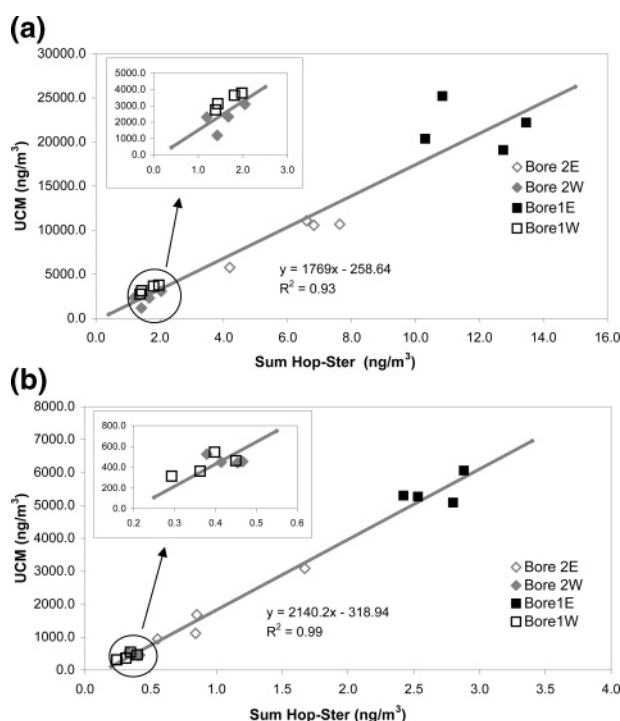 (a)
30000.0
25000.0
20000.0
15000.0
10000.0
5000.0
0.0
UCM (ng/m³)
5000.0
4000.0
3000.0
2000.0
1000.0
0.0
0.0 1.0 2.0 3.0
Bore 2E
Bore 2W
Bore1E
Bore1W
y = 1769x - 258.64
R² = 0.93
0.0 2.0 4.0 6.0 8.0 10.0 12.0 14.0 16.0
Sum Hop-Ster (ng/m³)
(b)
8000.0
7000.0
6000.0
5000.0
4000.0
3000.0
2000.0
1000.0
0.0
UCM (ng/m³)
800.0
600.0
400.0
200.0
0.0
0.2 0.3 0.4 0.5 0.6
Bore 2E
Bore 2W
Bore1E
Bore1W
y = 2140.2x - 318.94
R² = 0.99
0.0 0.5 1.0 1.5 2.0 2.5 3.0 3.5 4.0
Sum Hop-Ster (ng/m³)